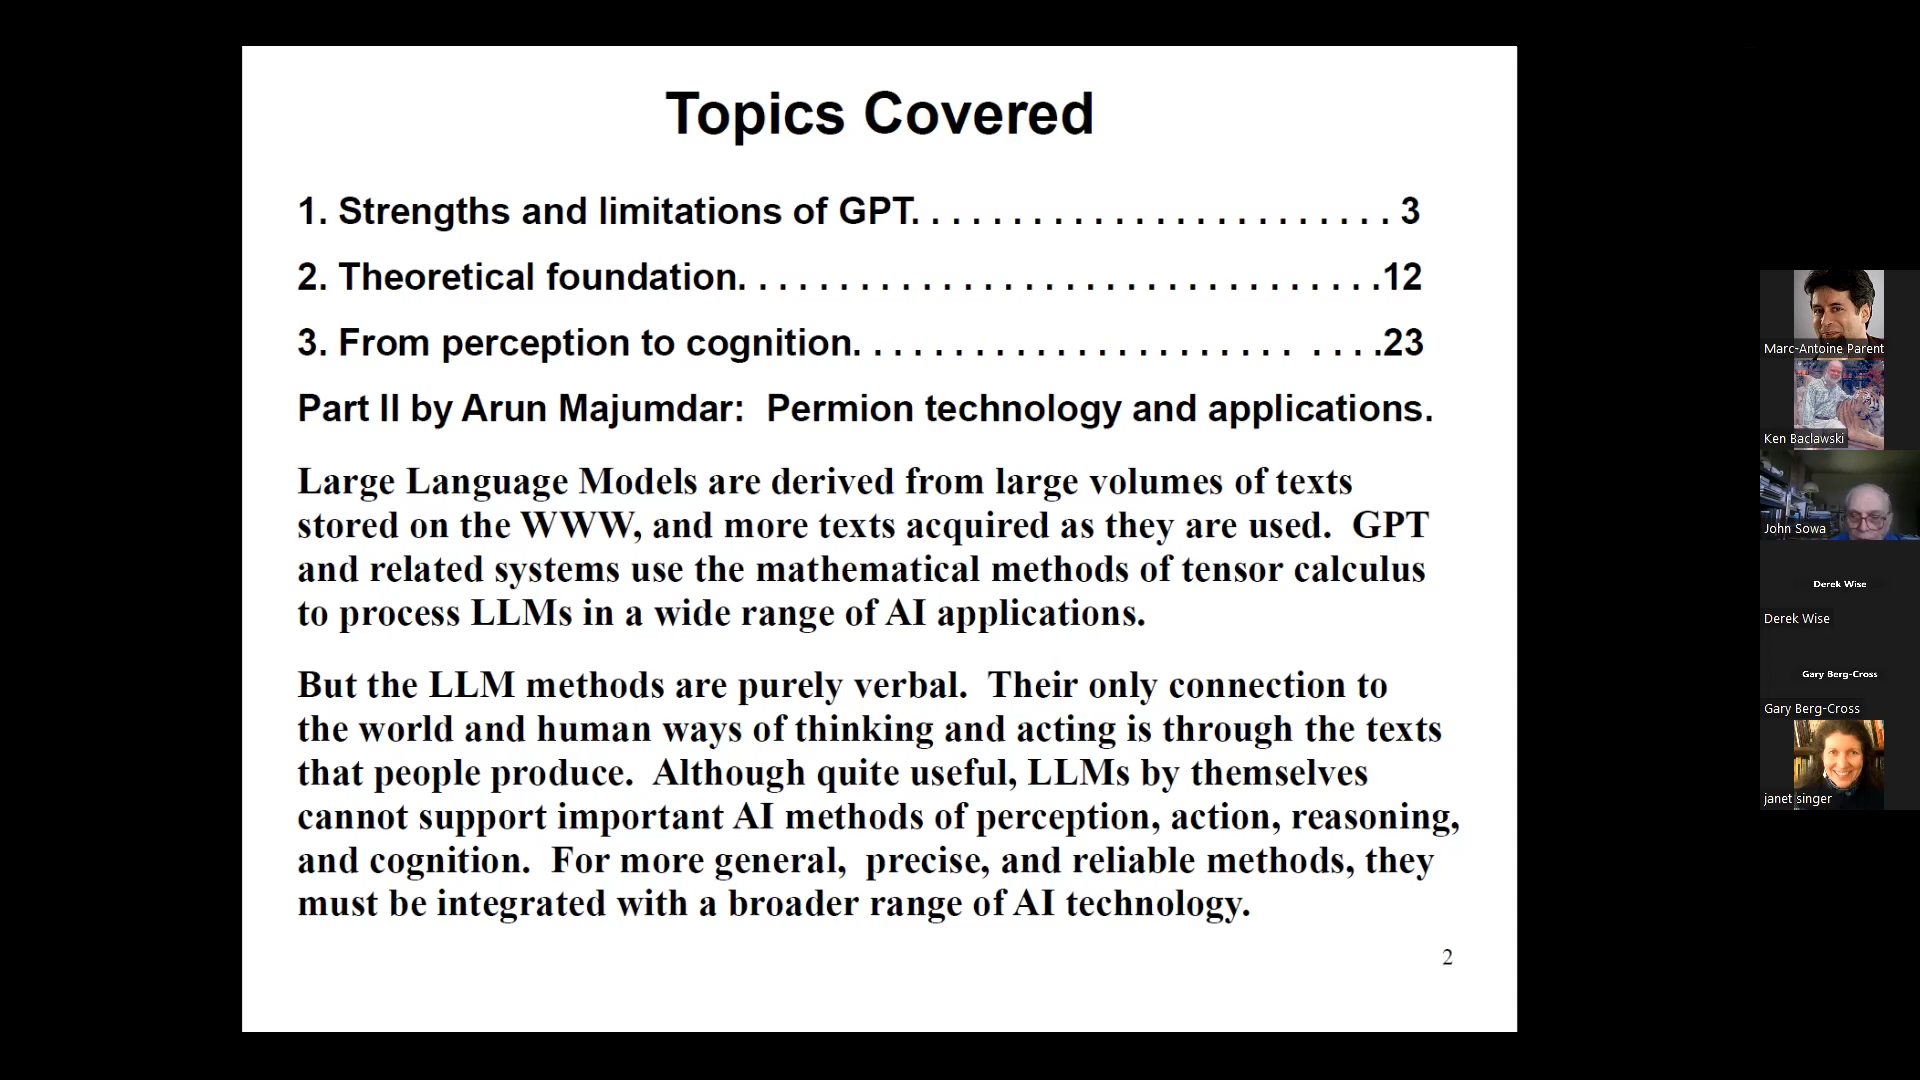 Topics Covered
1. Strengths and limitations of GPT. . . . . . . . . . . . . . . . . . . . . . . . 3
2. Theoretical foundation. . . . . . . . . . . . . . . . . . . . . . . . . . . . . . . .12
3. From perception to cognition. . . . . . . . . . . . . . . . . . . . . . . . . .23
Part II by Arun Majumdar:  Permion technology and applications.
Large Language Models are derived from large volumes of texts
stored on the WWW, and more texts acquired as they are used.  GPT
and related systems use the mathematical methods of tensor calculus
to process LLMs in a wide range of AI applications.
But the LLM methods are purely verbal.  Their only connection to
the world and human ways of thinking and acting is through the texts
that people produce.  Although quite useful, LLMs by themselves
cannot support important AI methods of perception, action, reasoning,
and cognition.  For more general,  precise, and reliable methods, they
must be integrated with a broader range of AI technology.
2
Marc-Antoine Parent
Ken Baclawski
John Sowa
Derek Wise
Derek Wise
Gary Berg-Cross
Gary Berg-Cross
janet singer